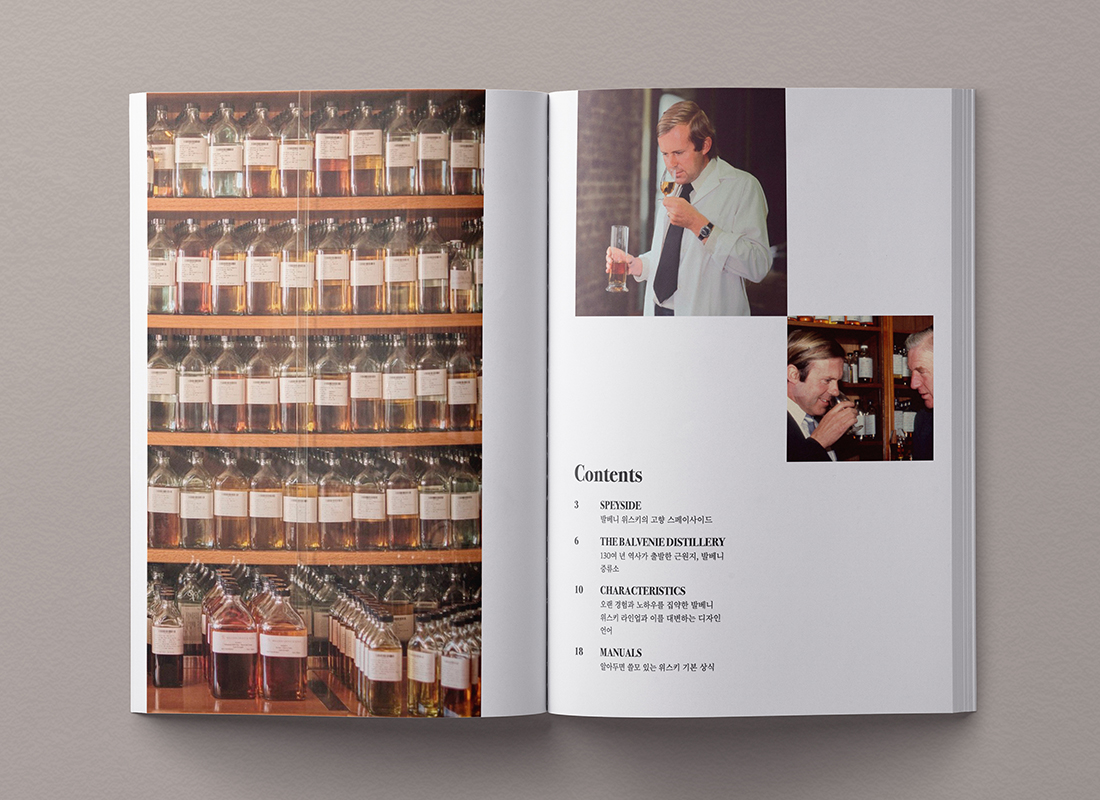 Contents
3 SPEYSIDE
발베니 위스키의 고향 스페이사이드
6 THE BALVENIE DISTILLERY
130여 년 역사가 출발한 근원지, 발베니
증류소
10 CHARACTERISTICS
오랜 경험과 노하우를 집약한 발베니
위스키 라인업과 이를 대변하는 디자인
언어
18 MANUALS
알아두면 쓸모 있는 위스키 기본 상식